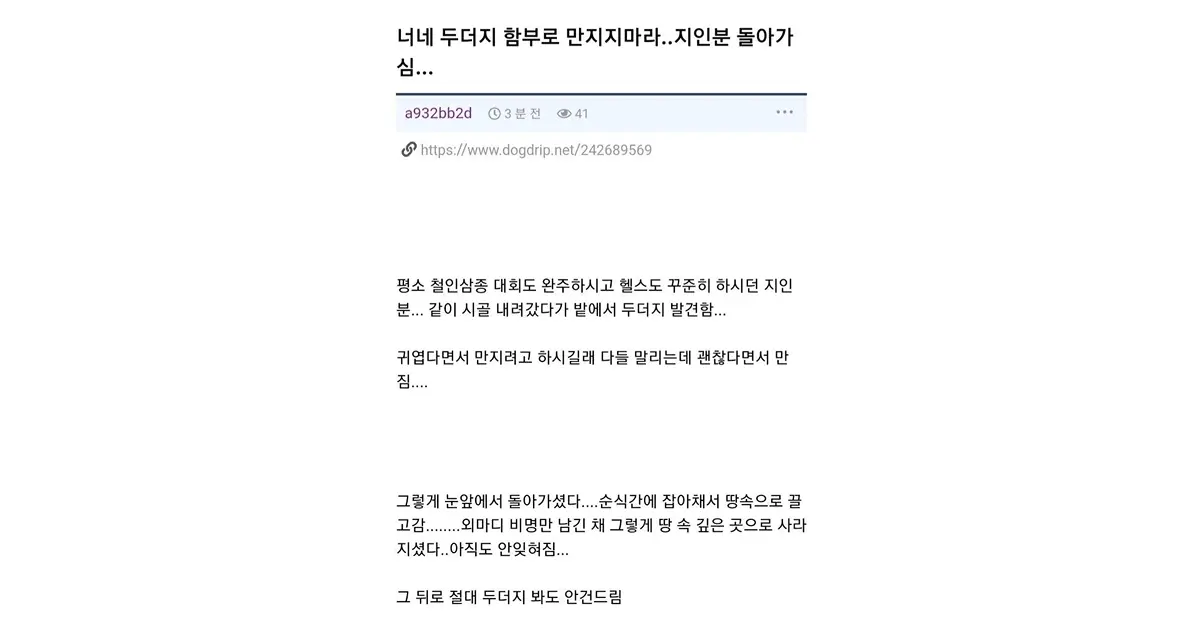 너네 두더지 함부로 만지지마라..지인분 돌아가
심...
a932bb2d 3 분 전 41 ...
https://www.dogdrip.net/242689569
평소 철인삼종 대회도 완주하시고 헬스도 꾸준히 하시던 지인
분... 같이 시골 내려갔다가 밭에서 두더지 발견함...
귀엽다면서 만지려고 하시길래 다들 말리는데 괜찮다면서 만
짐....
그렇게 눈앞에서 돌아가셨다....순식간에 잡아채서 땅속으로 끌
고감........외마디 비명만 남긴 채 그렇게 땅 속 깊은 곳으로 사라
지셨다..아직도 안잊혀짐...
그 뒤로 절대 두더지 봐도 안건드림